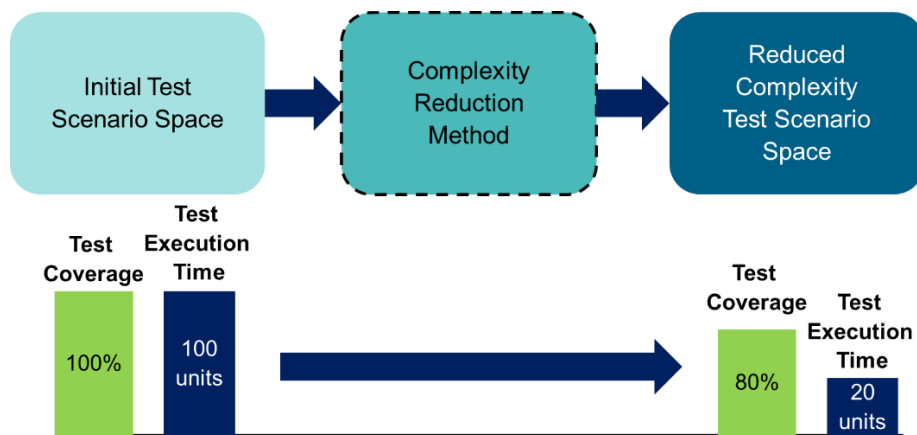 Initial Test
Scenario Space
Complexity
Reduction
Method
Reduced
Complexity
Test Scenario
Space
Test
Coverage
Test
Execution
Time
100%
100
units
Test
Coverage
Test
Execution
Time
80%
20
units